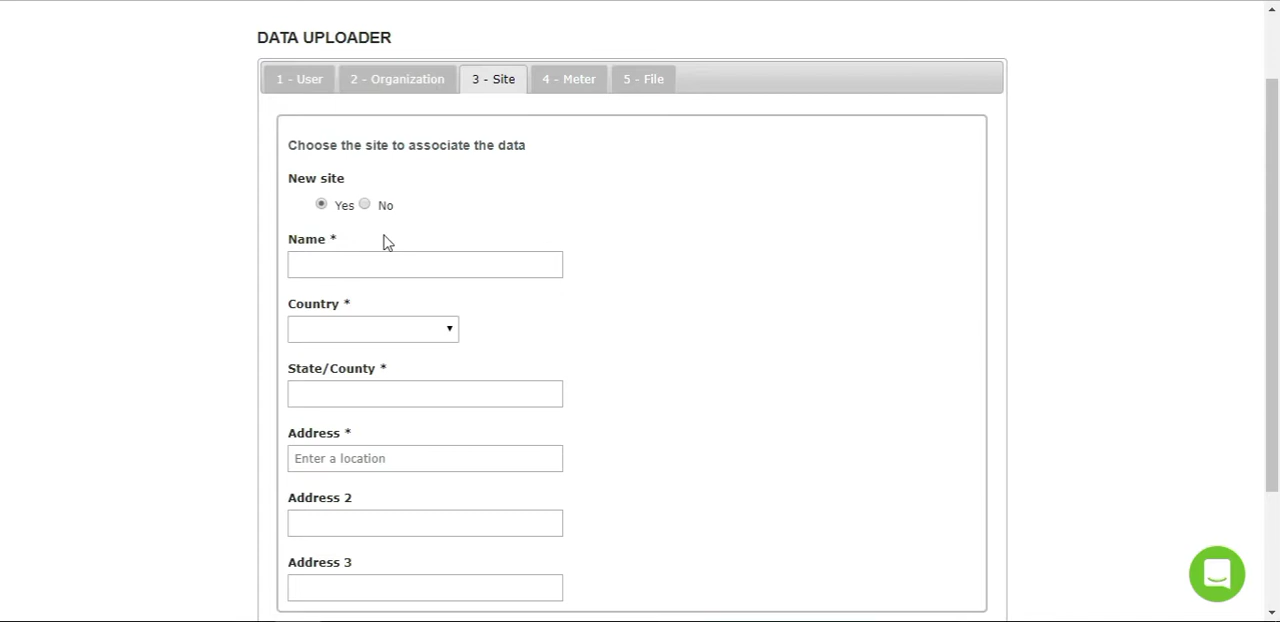 DATA UPLOADER
1 - User 2 - Organization 3 - Site 4 - Meter 5 - File
Choose the site to associate the data
New site
Yes No
Name *
Country *
State/County *
Address *
Enter a location
Address 2
Address 3